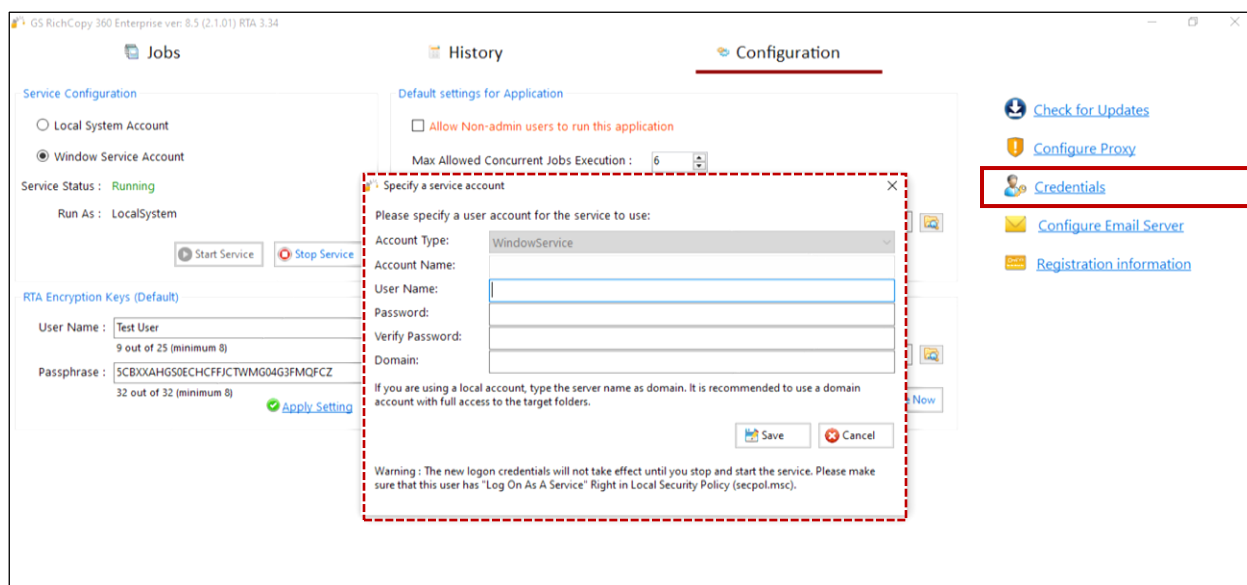 GS RichCopy 360 Enterprise ver: 8.5 (2.1.01) RTA 3.34
Jobs
History
Configuration
Service Configuration
Local System Account
Window Service Account
Service Status : Running
Run As : LocalSystem
Start Service
Stop Service
RTA Encryption Keys (Default)
User Name : Test User
9 out of 25 (minimum 8)
Passphrase : 5CBXXAHGS0ECHCFFJCTWMG04G3FMQFCZ
32 out of 32 (minimum 8)
Apply Setting
Default settings for Application
Allow Non-admin users to run this application
Max Allowed Concurrent Jobs Execution : 6
Specify a service account
Please specify a user account for the service to use:
Account Type: WindowService
Account Name:
User Name:
Password:
Verify Password:
Domain:
If you are using a local account, type the server name as domain. It is recommended to use a domain
account with full access to the target folders.
Save
Cancel
Warning : The new logon credentials will not take effect until you stop and start the service. Please make
sure that this user has "Log On As A Service" Right in Local Security Policy (secpol.msc).
Now
Check for Updates
Configure Proxy
Credentials
Configure Email Server
Registration information